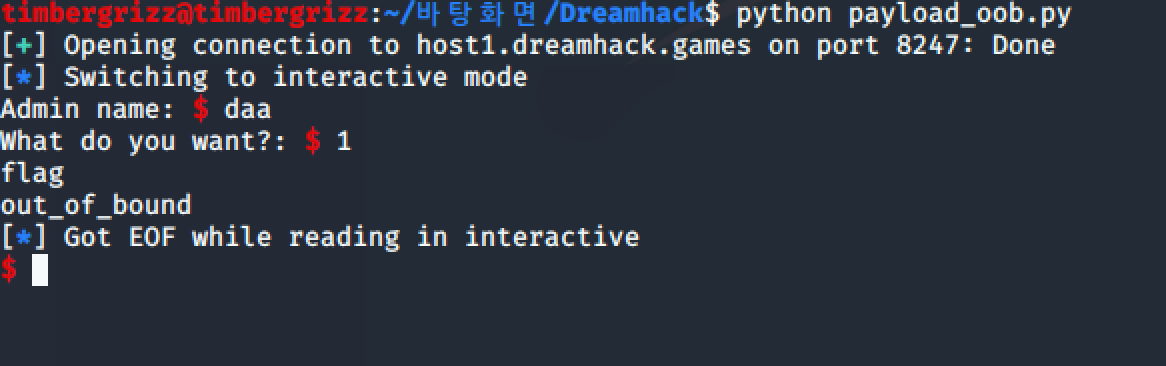 timbergrizz@timbergrizz:~/바탕화면/Dreamhack$ python payload_oob.py
[+] Opening connection to host1.dreamhack.games on port 8247: Done
[*] Switching to interactive mode
Admin name: $ daa
What do you want?: $ 1
flag
out_of_bound
[*] Got EOF while reading in interactive
$